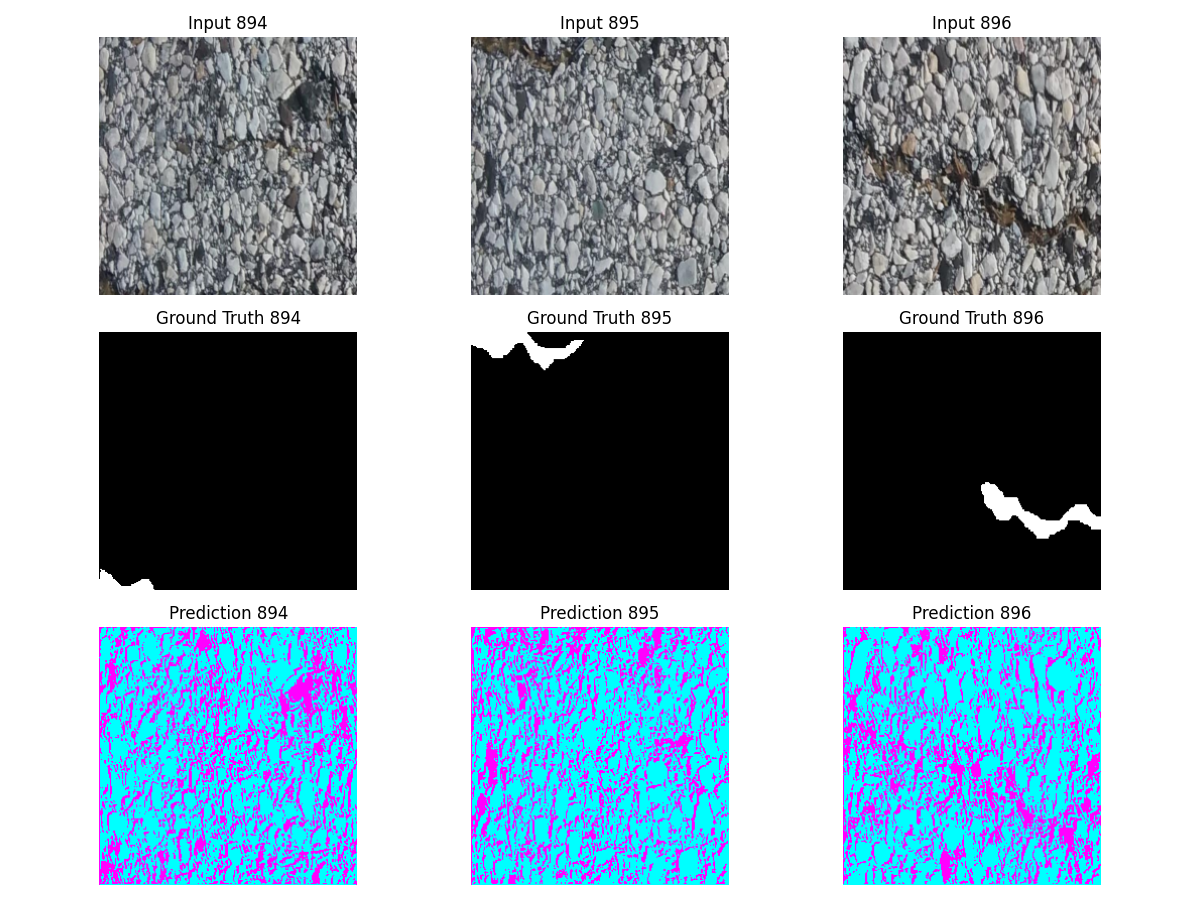 Input 894
Input 895
Input 896
Ground Truth 894
Ground Truth 895
Ground Truth 896
Prediction 894
Prediction 895
Prediction 896